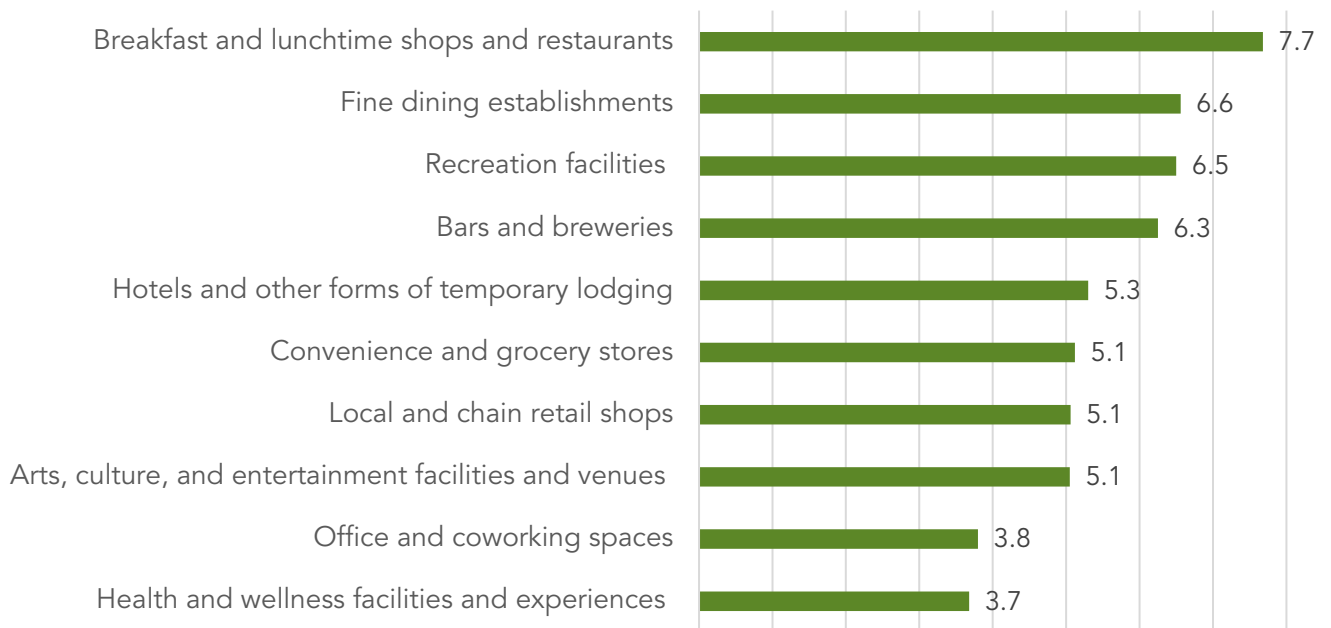 Breakfast and lunchtime shops and restaurants 7.7
Fine dining establishments 6.6
Recreation facilities 6.5
Bars and breweries 6.3
Hotels and other forms of temporary lodging 5.3
Convenience and grocery stores 5.1
Local and chain retail shops 5.1
Arts, culture, and entertainment facilities and venues 5.1
Office and coworking spaces 3.8
Health and wellness facilities and experiences 3.7